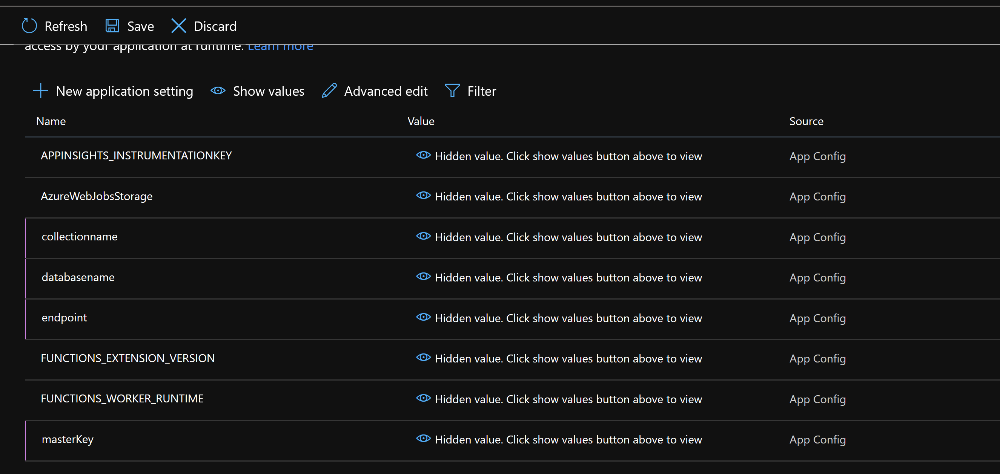 Refresh Save Discard
access by your application at runtime. Learn more
New application setting Show values Advanced edit Filter
Name Value Source
APPINSIGHTS_INSTRUMENTATIONKEY Hidden value. Click show values button above to view App Config
AzureWebJobsStorage Hidden value. Click show values button above to view App Config
collectionname Hidden value. Click show values button above to view App Config
databasename Hidden value. Click show values button above to view App Config
endpoint Hidden value. Click show values button above to view App Config
FUNCTIONS_EXTENSION_VERSION Hidden value. Click show values button above to view App Config
FUNCTIONS_WORKER_RUNTIME Hidden value. Click show values button above to view App Config
masterKey Hidden value. Click show values button above to view App Config